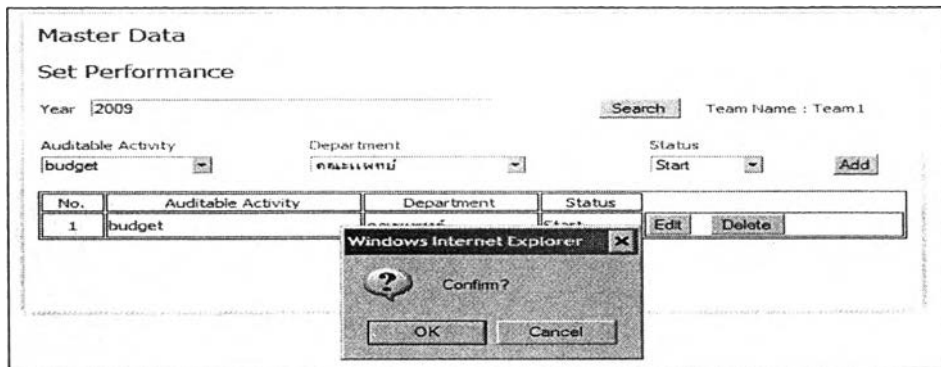 Master Data
Set Performance
Year 2009 Search Team Name : Team1
Auditable Activity Department Status
budget คณะแพทย์ Start Add
No. Auditable Activity Department Status
1 budget Start Edit Delete
Windows Internet Explorer
Confirm?
OK Cancel